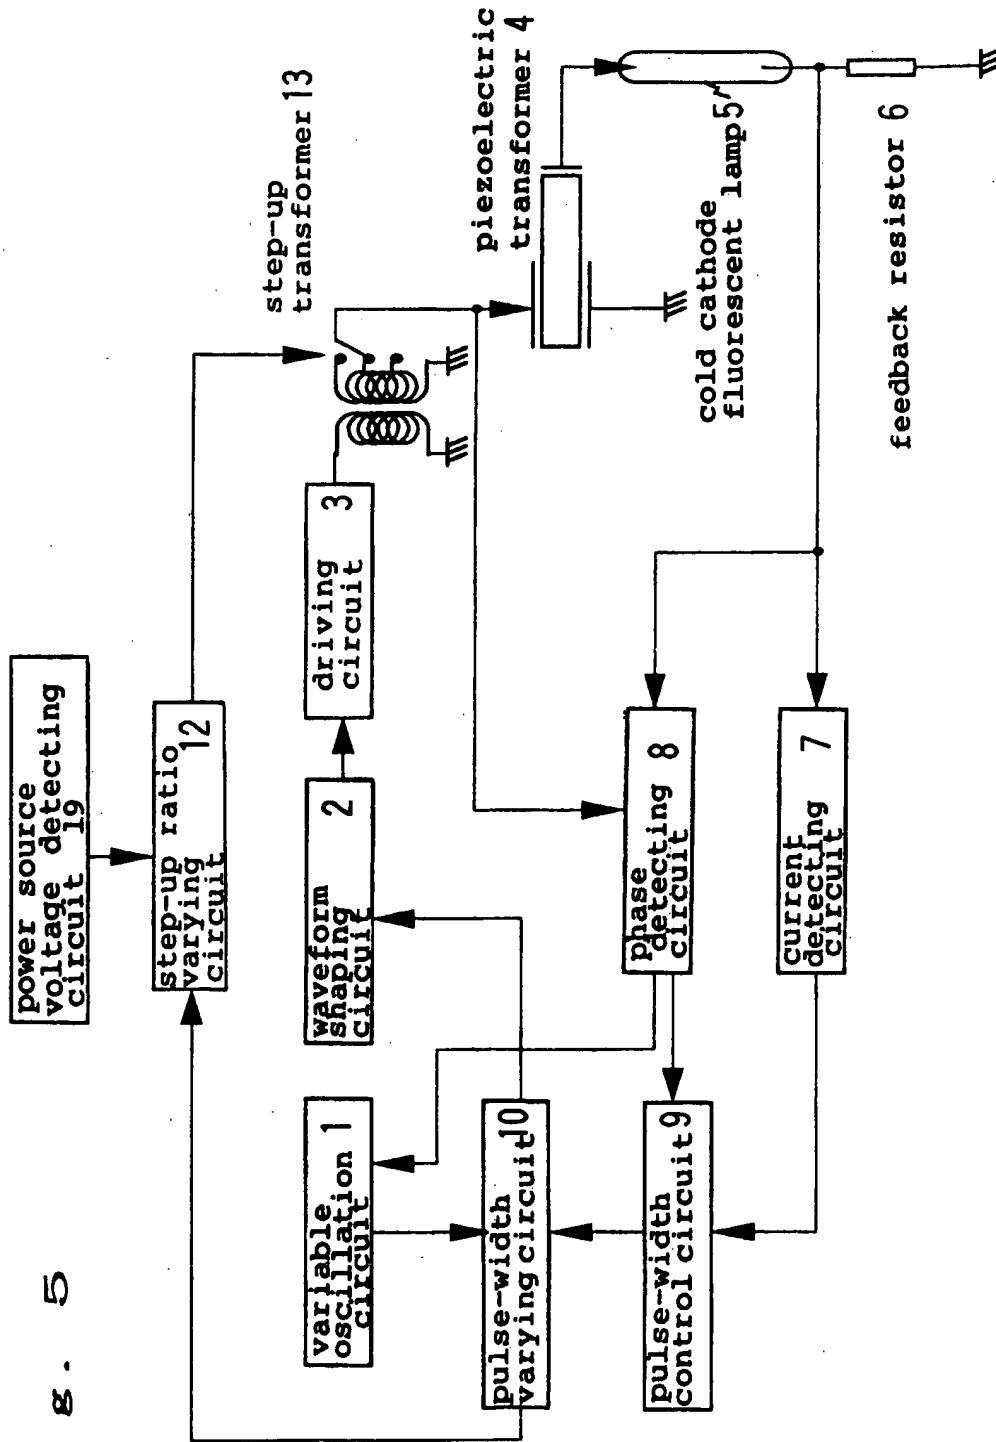 g. 5
power source
voltage detecting
circuit 19
step-up ratio
varying 12
circuit
step-up
transformer 13
variable
oscillation 1
circuit
waveform 2
shaping
circuit
driving 3
circuit
piezoelectric
transformer 4
pulse-width 10
varying circuit
phase
detecting 8
circuit
cold cathode
fluorescent lamp 5
pulse-width
control circuit 9
current
detecting 7
circuit
feedback resistor 6